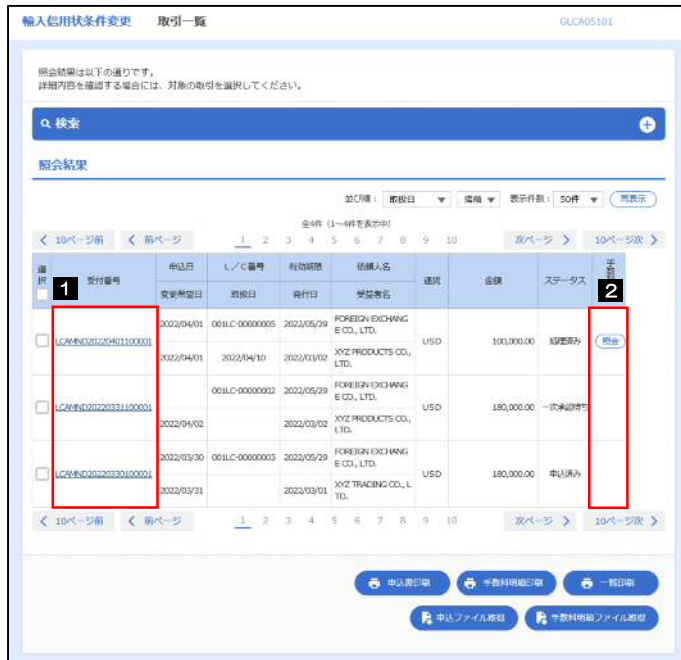 輸入信用状条件変更 取引一覧 GLCA05101
照会結果は以下の通りです。
詳細内容を確認する場合には、対象の取引を選択してください。
検索
照会結果
並び順： 取扱日 降順 表示件数： 50件 再表示
全4件 (1~4件を表示中)
10ページ前 前ページ 1 2 3 4 5 6 7 8 9 10 次ページ 10ページ次
選択 受付番号 申込日 L／C番号 有効期限 依頼人名 通貨 金額 ステータス 手数
変更希望日 取扱日 発行日 受益者名
1 2
LCAMND20220401100001 2022/04/01 001LC-00000005 2022/05/29 FOREIGN EXCHANG
E CO., LTD. USD 100,000.00 処理済み 照会
2022/04/01 2022/04/10 2022/03/02 XYZ PRODUCTS CO.,
LTD.
LCAMND20220331100001 001LC-00000002 2022/05/29 FOREIGN EXCHANG
E CO., LTD. USD 180,000.00 一次承認待ち
2022/04/02 2022/03/02 XYZ PRODUCTS CO.,
LTD.
LCAMND20220330100001 2022/03/30 001LC-00000003 2022/05/29 FOREIGN EXCHANG
E CO., LTD. USD 180,000.00 申込済み
2022/03/31 2022/03/01 XYZ TRADING CO., L
TD.
10ページ前 前ページ 1 2 3 4 5 6 7 8 9 10 次ページ 10ページ次
申込書印刷 手数料明細印刷 一覧印刷
申込ファイル取得 手数料明細ファイル取得